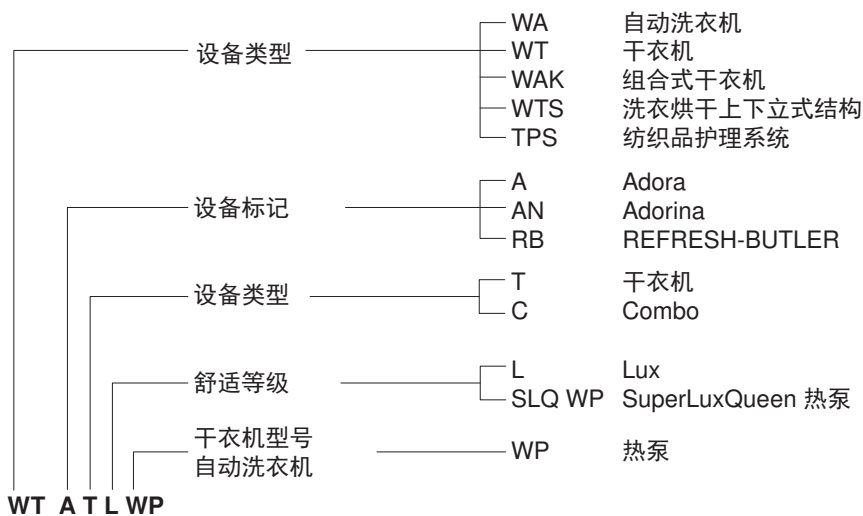 设备类型
WA 自动洗衣机
WT 干衣机
WAK 组合式干衣机
WTS 洗衣烘干上下立式结构
TPS 纺织品护理系统
设备标记
A Adora
AN Adorina
RB REFRESH-BUTLER
设备类型
T 干衣机
C Combo
舒适等级
L Lux
SLQ WP SuperLuxQueen 热泵
干衣机型号
自动洗衣机
WP 热泵
WT A T L WP